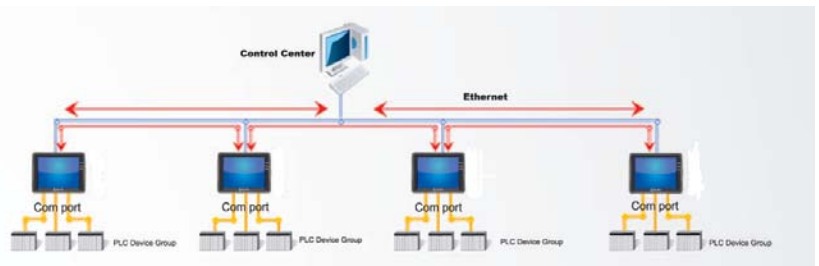 Control Center
Ethernet
Com port
Com port
Com port
Com port
PLC Device Group
PLC Device Group
PLC Device Group
PLC Device Group